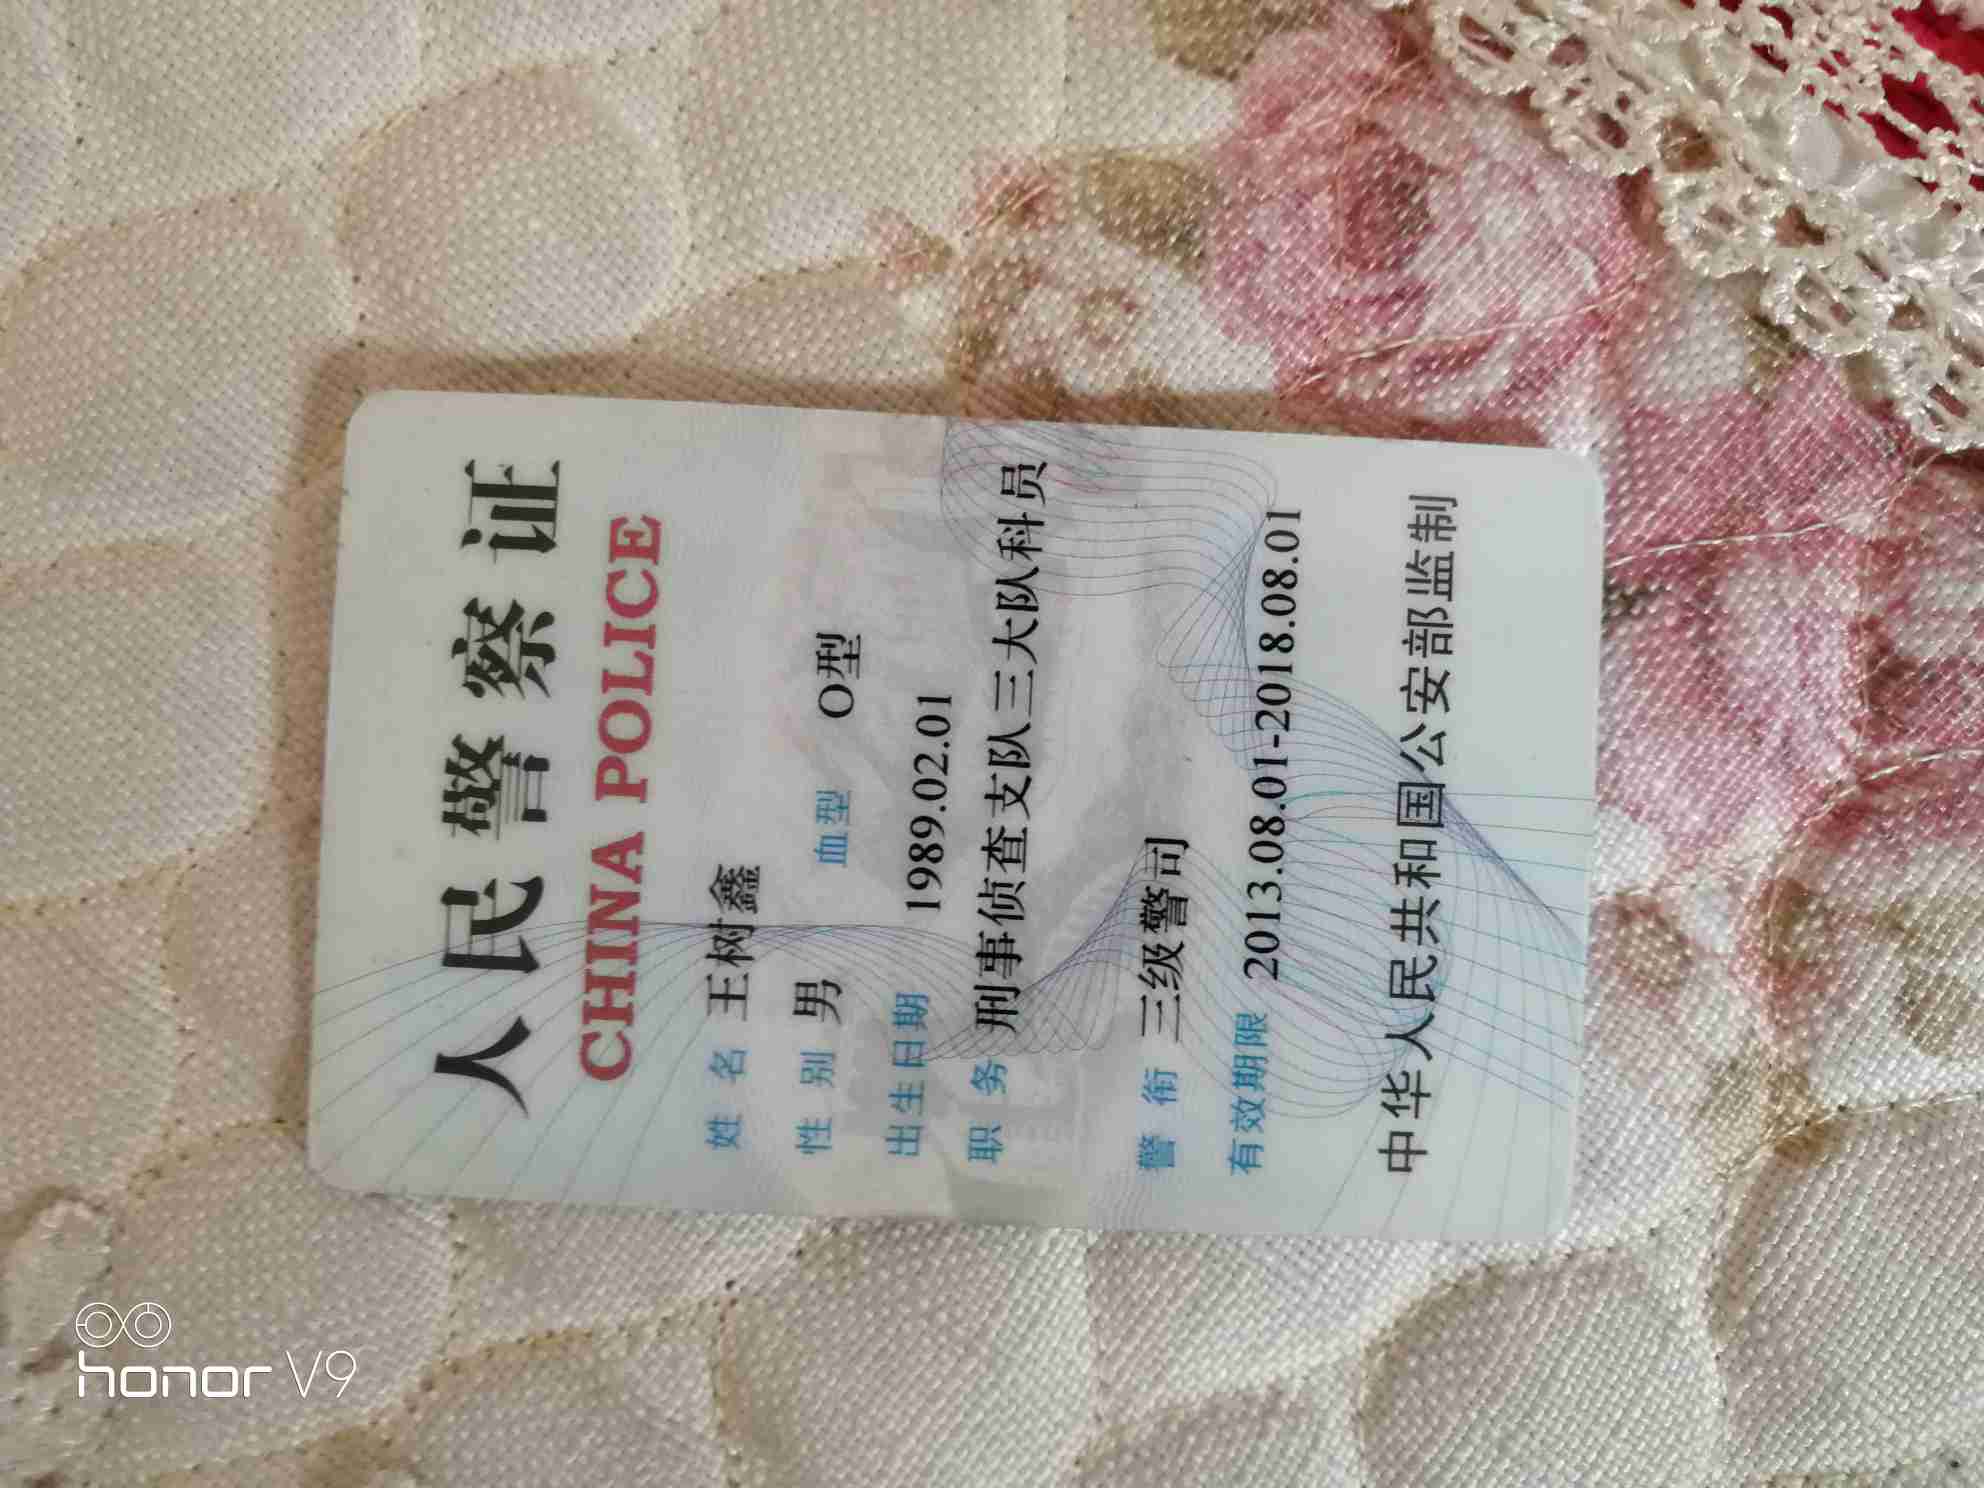 人民警察证
CHINA POLICE
姓 名 王树鑫
性 别 男 血型 O型
出生日期 1989.02.01
职 务 刑事侦查支队三大队科员
警 衔 三级警司
有效期限 2013.08.01-2018.08.01
中华人民共和国公安部监制
honor V9